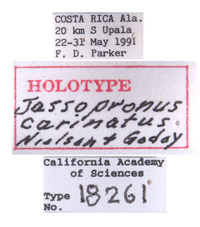 COSTA RICA Ala.
20 km S Upala
22-31 May 1991
F. D. Parker
HOLOTYPE
Jassopronus
carinatus
Nielson + Godoy
California Academy
of Sciences
Type
No. 18261